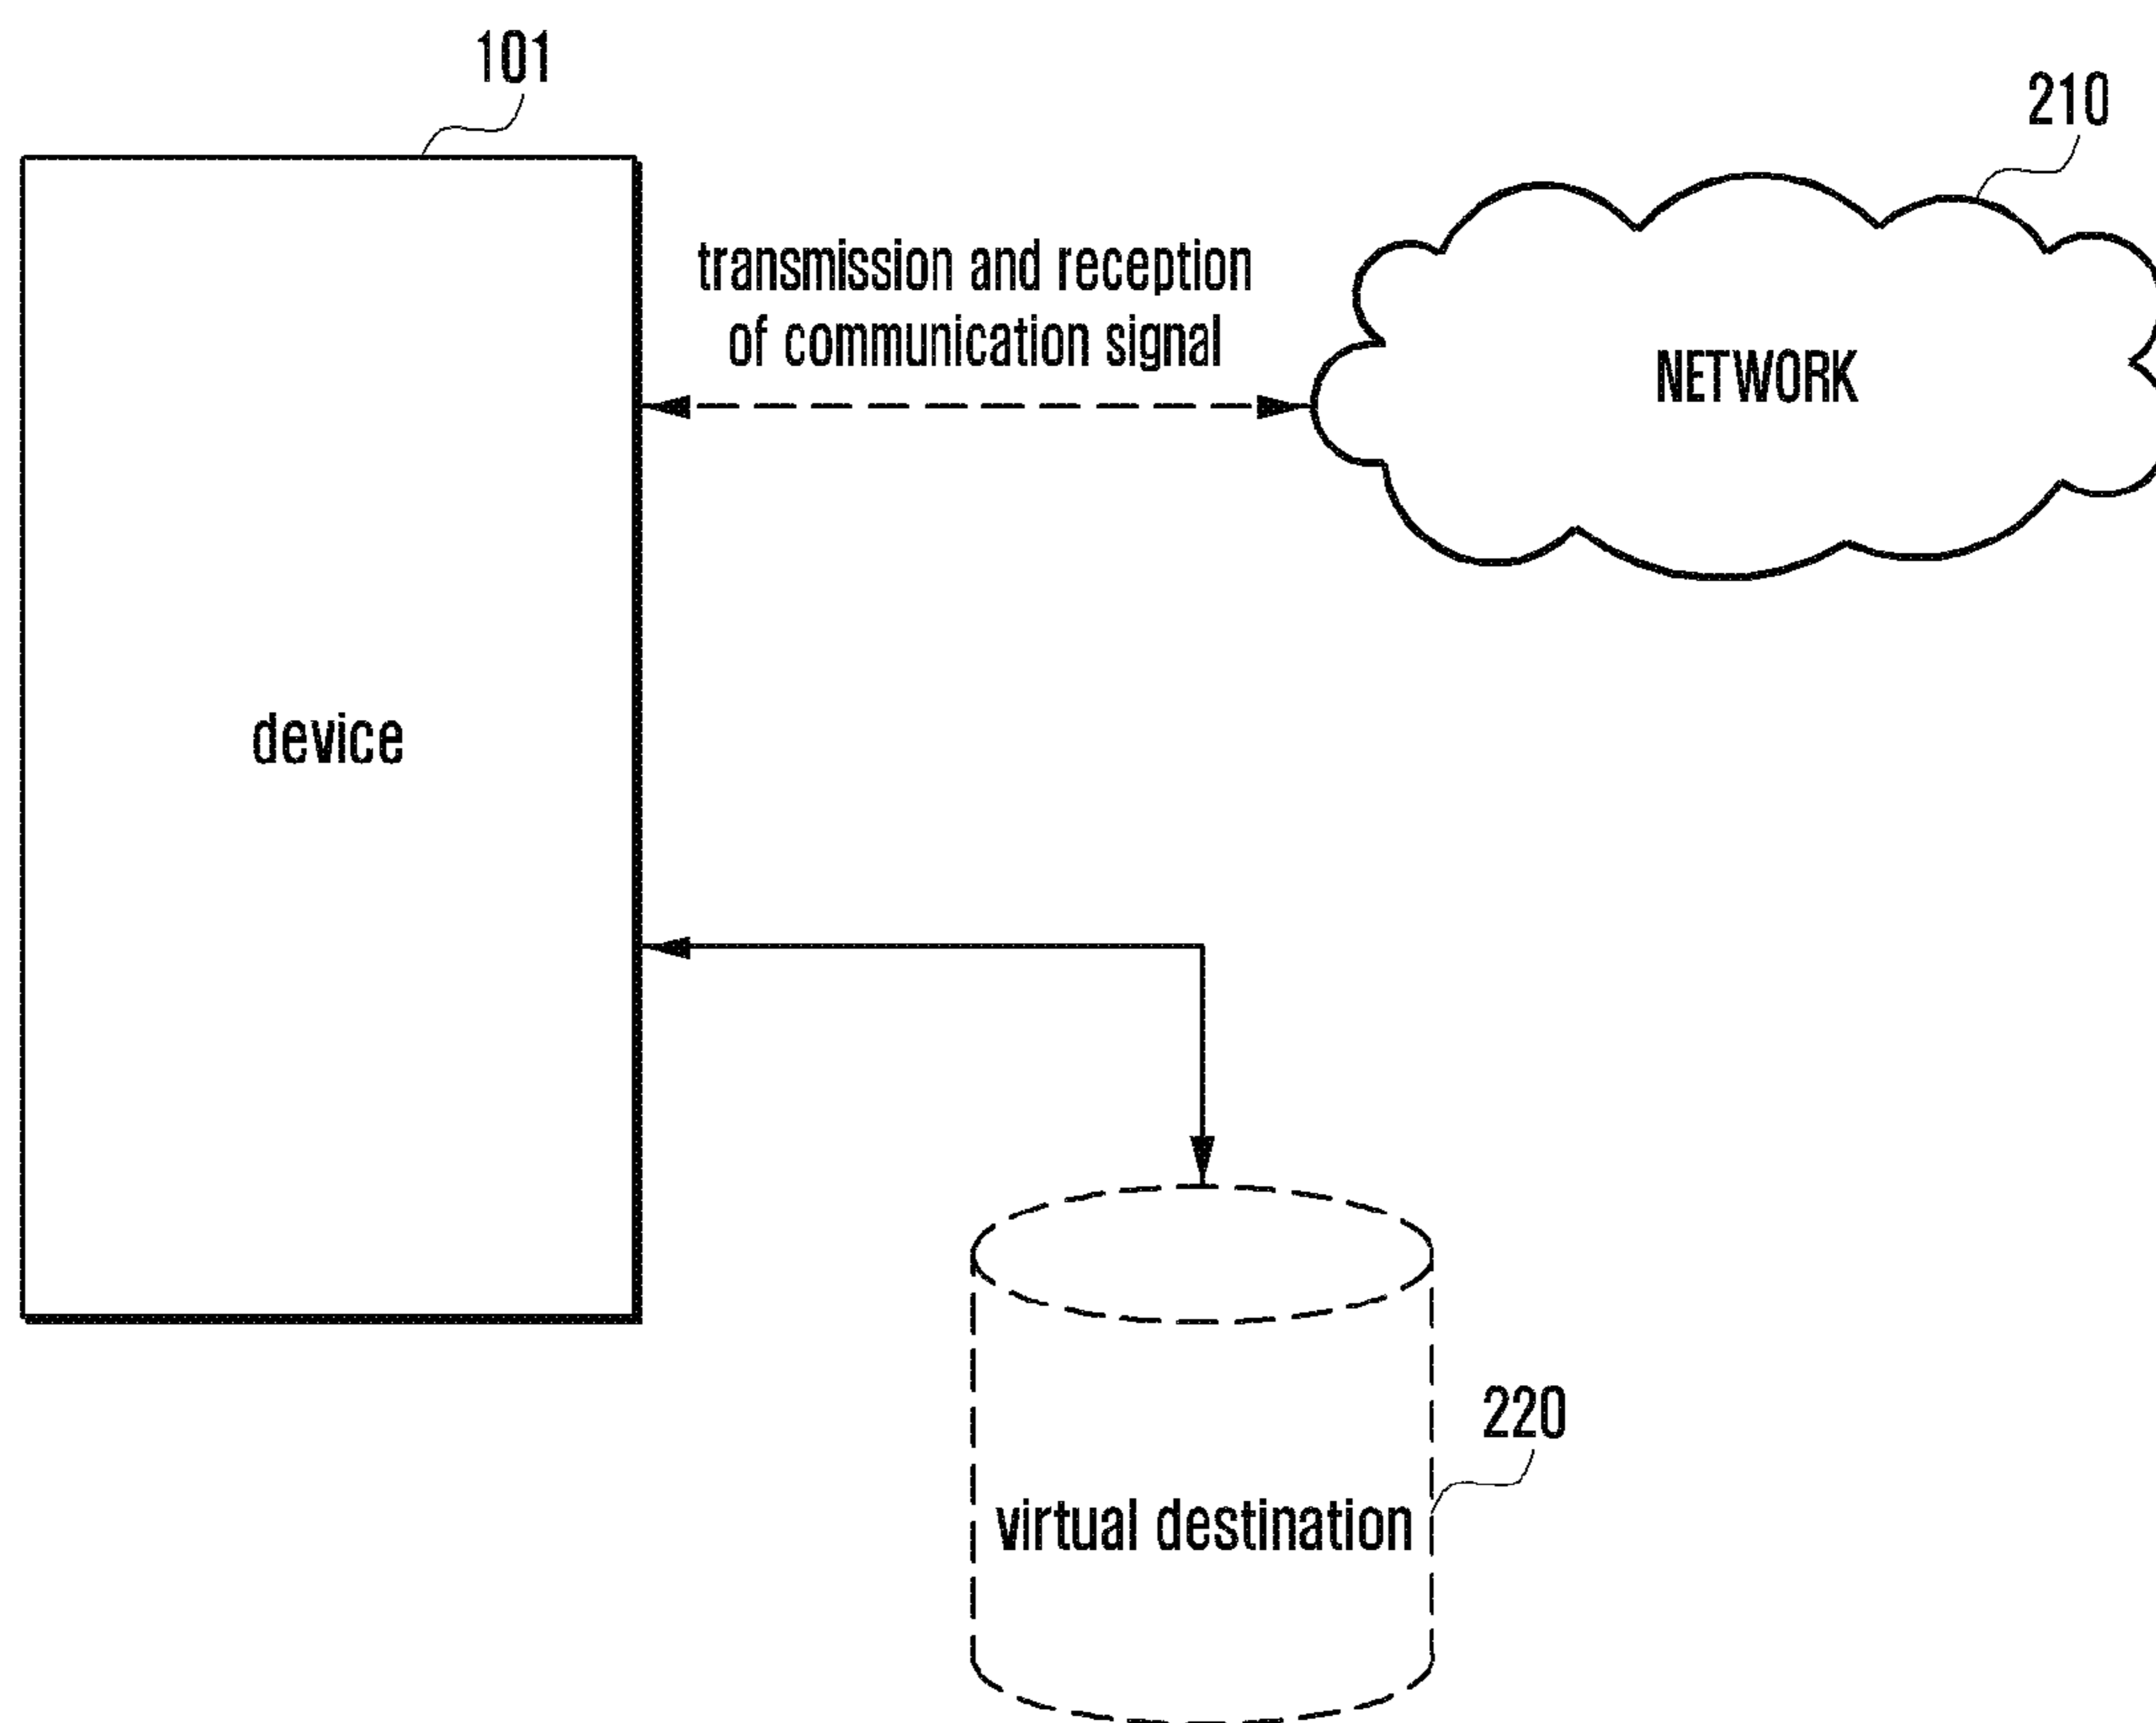 101
210
transmission and reception
of communication signal
NETWORK
device
220
virtual destination